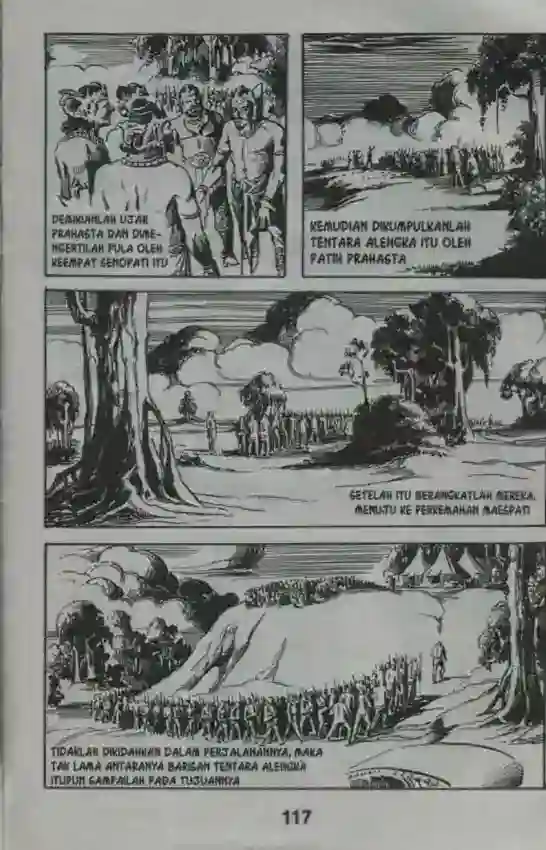 DEMIKIANLAH UJAR
PRAHASTA DAN DIME-
NGERTILAH PULA OLEH
KEEMPAT SENOPATI ITU
KEMUDIAN DIKUMPULKANLAH
TENTARA ALENGKA ITU OLEH
PATIH PRAHASTA
SETELAH ITU BERANGKATLAH MEREKA,
MENUJU KE PERKEMAHAN MAESPATI
TIDAKLAH DIKISAHKAN DALAM PERJALANANNYA, MAKA
TAK LAMA ANTARANYA BARISAN TENTARA ALENGKA
ITUPUN SAMPAILAH PADA TUJUANNYA
117